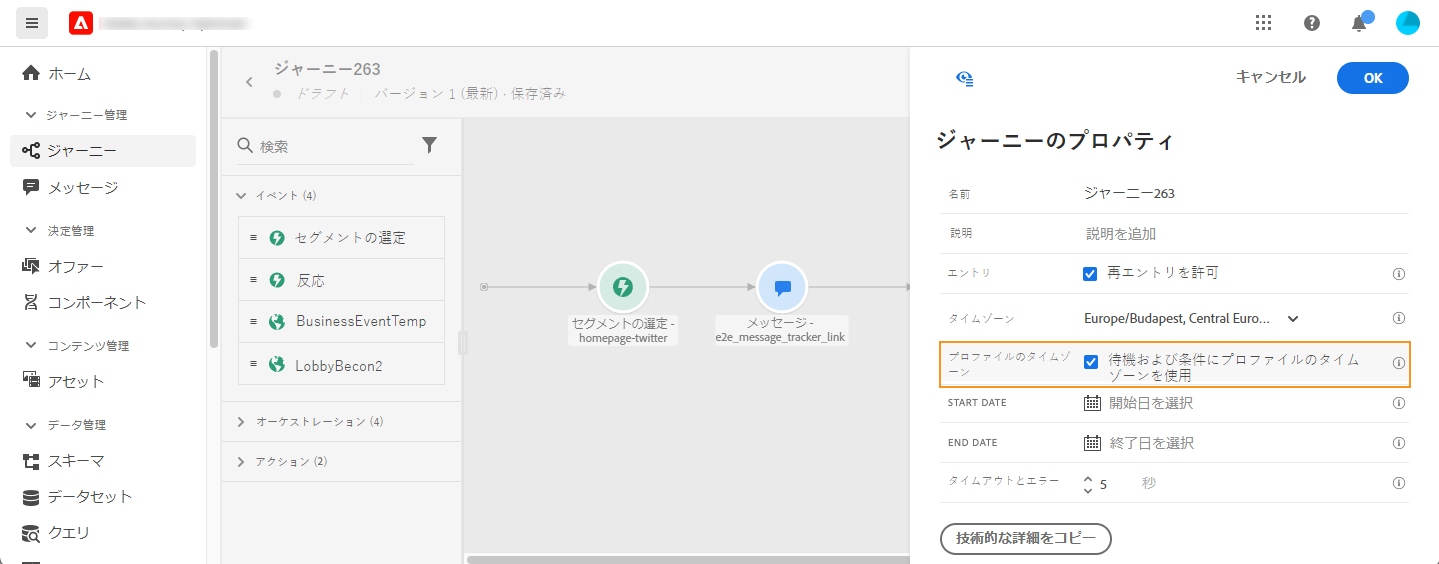 ホーム
ジャーニー管理
ジャーニー
メッセージ
決定管理
オファー
コンポーネント
コンテンツ管理
アセット
データ管理
スキーマ
データセット
クエリ
ジャーニー263
ドラフト
バージョン 1 (最新) · 保存済み
検索
イベント (4)
セグメントの選定
反応
BusinessEventTemp
LobbyBecon2
オーケストレーション (4)
アクション (2)
セグメントの選定 -
homepage-twitter
メッセージ -
e2e_message_tracker_link
キャンセル
OK
ジャーニーのプロパティ
名前
ジャーニー263
説明
説明を追加
エントリ
再エントリを許可
タイムゾーン
Europe/Budapest, Central Euro...
プロファイルのタイムゾ
ーン
待機および条件にプロファイルのタイム
ゾーンを使用
START DATE
開始日を選択
END DATE
終了日を選択
タイムアウトとエラー
5
秒
技術的な詳細をコピー